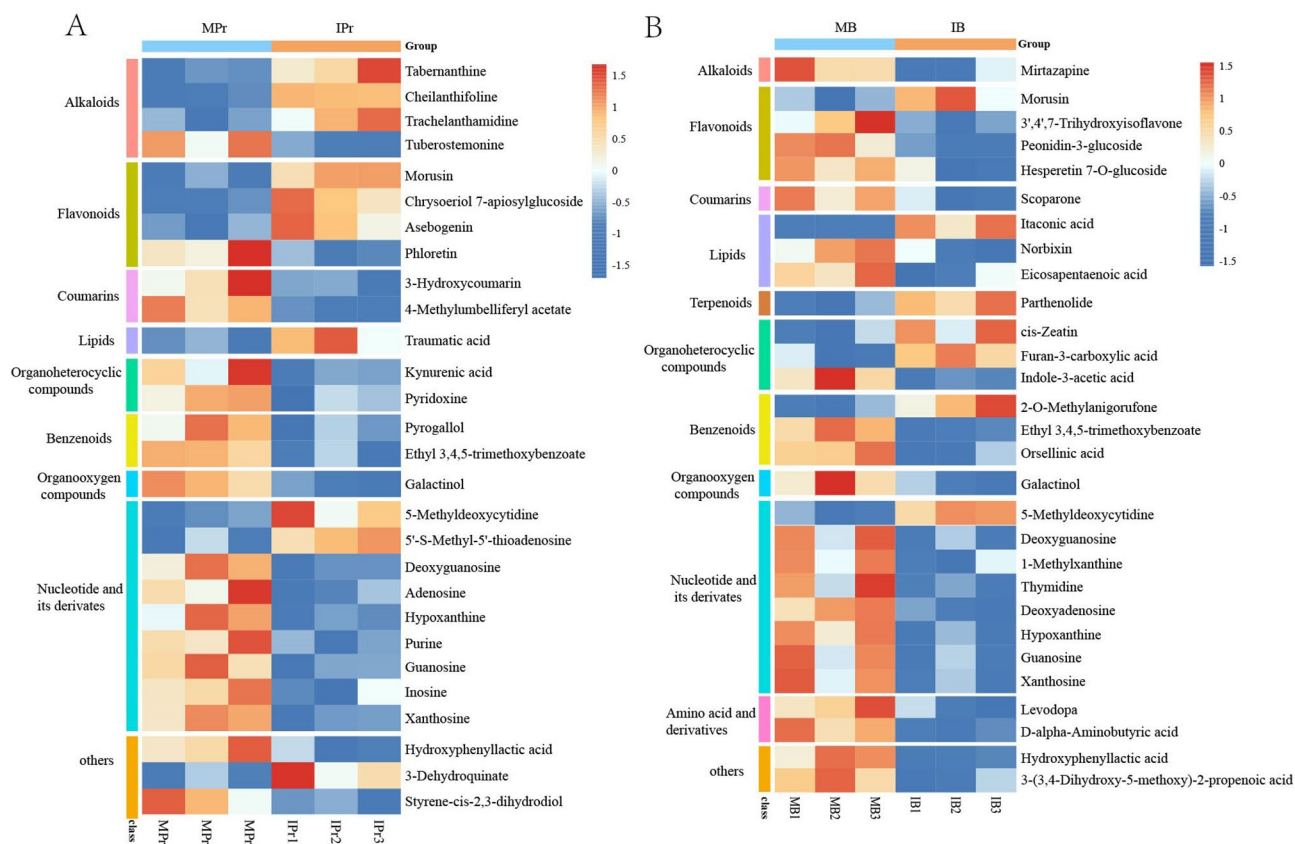 A
MPr
IPr
Group
Alkaloids
Tabernanthine
Cheilanthifoline
Trachelanthamidine
Tuberostemonine
Flavonoids
Morusin
Chrysoeriol 7-apiosylglucoside
Asebogenin
Phloretin
Coumarins
3-Hydroxycoumarin
4-Methylumbelliferyl acetate
Lipids
Traumatic acid
Organoheterocyclic
compounds
Kynurenic acid
Pyridoxine
Benzenoids
Pyrogallol
Ethyl 3,4,5-trimethoxybenzoate
Organooxygen
compounds
Galactinol
Nucleotide and
its derivates
5-Methyldeoxycytidine
5'-S-Methyl-5'-thioadenosine
Deoxyguanosine
Adenosine
Hypoxanthine
Purine
Guanosine
Inosine
Xanthosine
others
Hydroxyphenyllactic acid
3-Dehydroquinate
Styrene-cis-2,3-dihydrodiol
class
MPr
MPr
MPr
IPr1
IPr2
IPr3
1.5
1
0.5
0
-0.5
-1
-1.5
B
MB
IB
Group
Alkaloids
Mirtazapine
Flavonoids
Morusin
3',4',7-Trihydroxyisoflavone
Peonidin-3-glucoside
Hesperetin 7-O-glucoside
Coumarins
Scoparone
Lipids
Itaconic acid
Norbixin
Eicosapentaenoic acid
Terpenoids
Parthenolide
Organoheterocyclic
compounds
cis-Zeatin
Furan-3-carboxylic acid
Indole-3-acetic acid
Benzenoids
2-O-Methylanigorufone
Ethyl 3,4,5-trimethoxybenzoate
Orsellinic acid
Organooxygen
compounds
Galactinol
Nucleotide and
its derivates
5-Methyldeoxycytidine
Deoxyguanosine
1-Methylxanthine
Thymidine
Deoxyadenosine
Hypoxanthine
Guanosine
Xanthosine
Amino acid and
derivatives
Levodopa
D-alpha-Aminobutyric acid
others
Hydroxyphenyllactic acid
3-(3,4-Dihydroxy-5-methoxy)-2-propenoic acid
class
MB1
MB2
MB3
IB1
IB2
IB3
1.5
1
0.5
0
-0.5
-1
-1.5